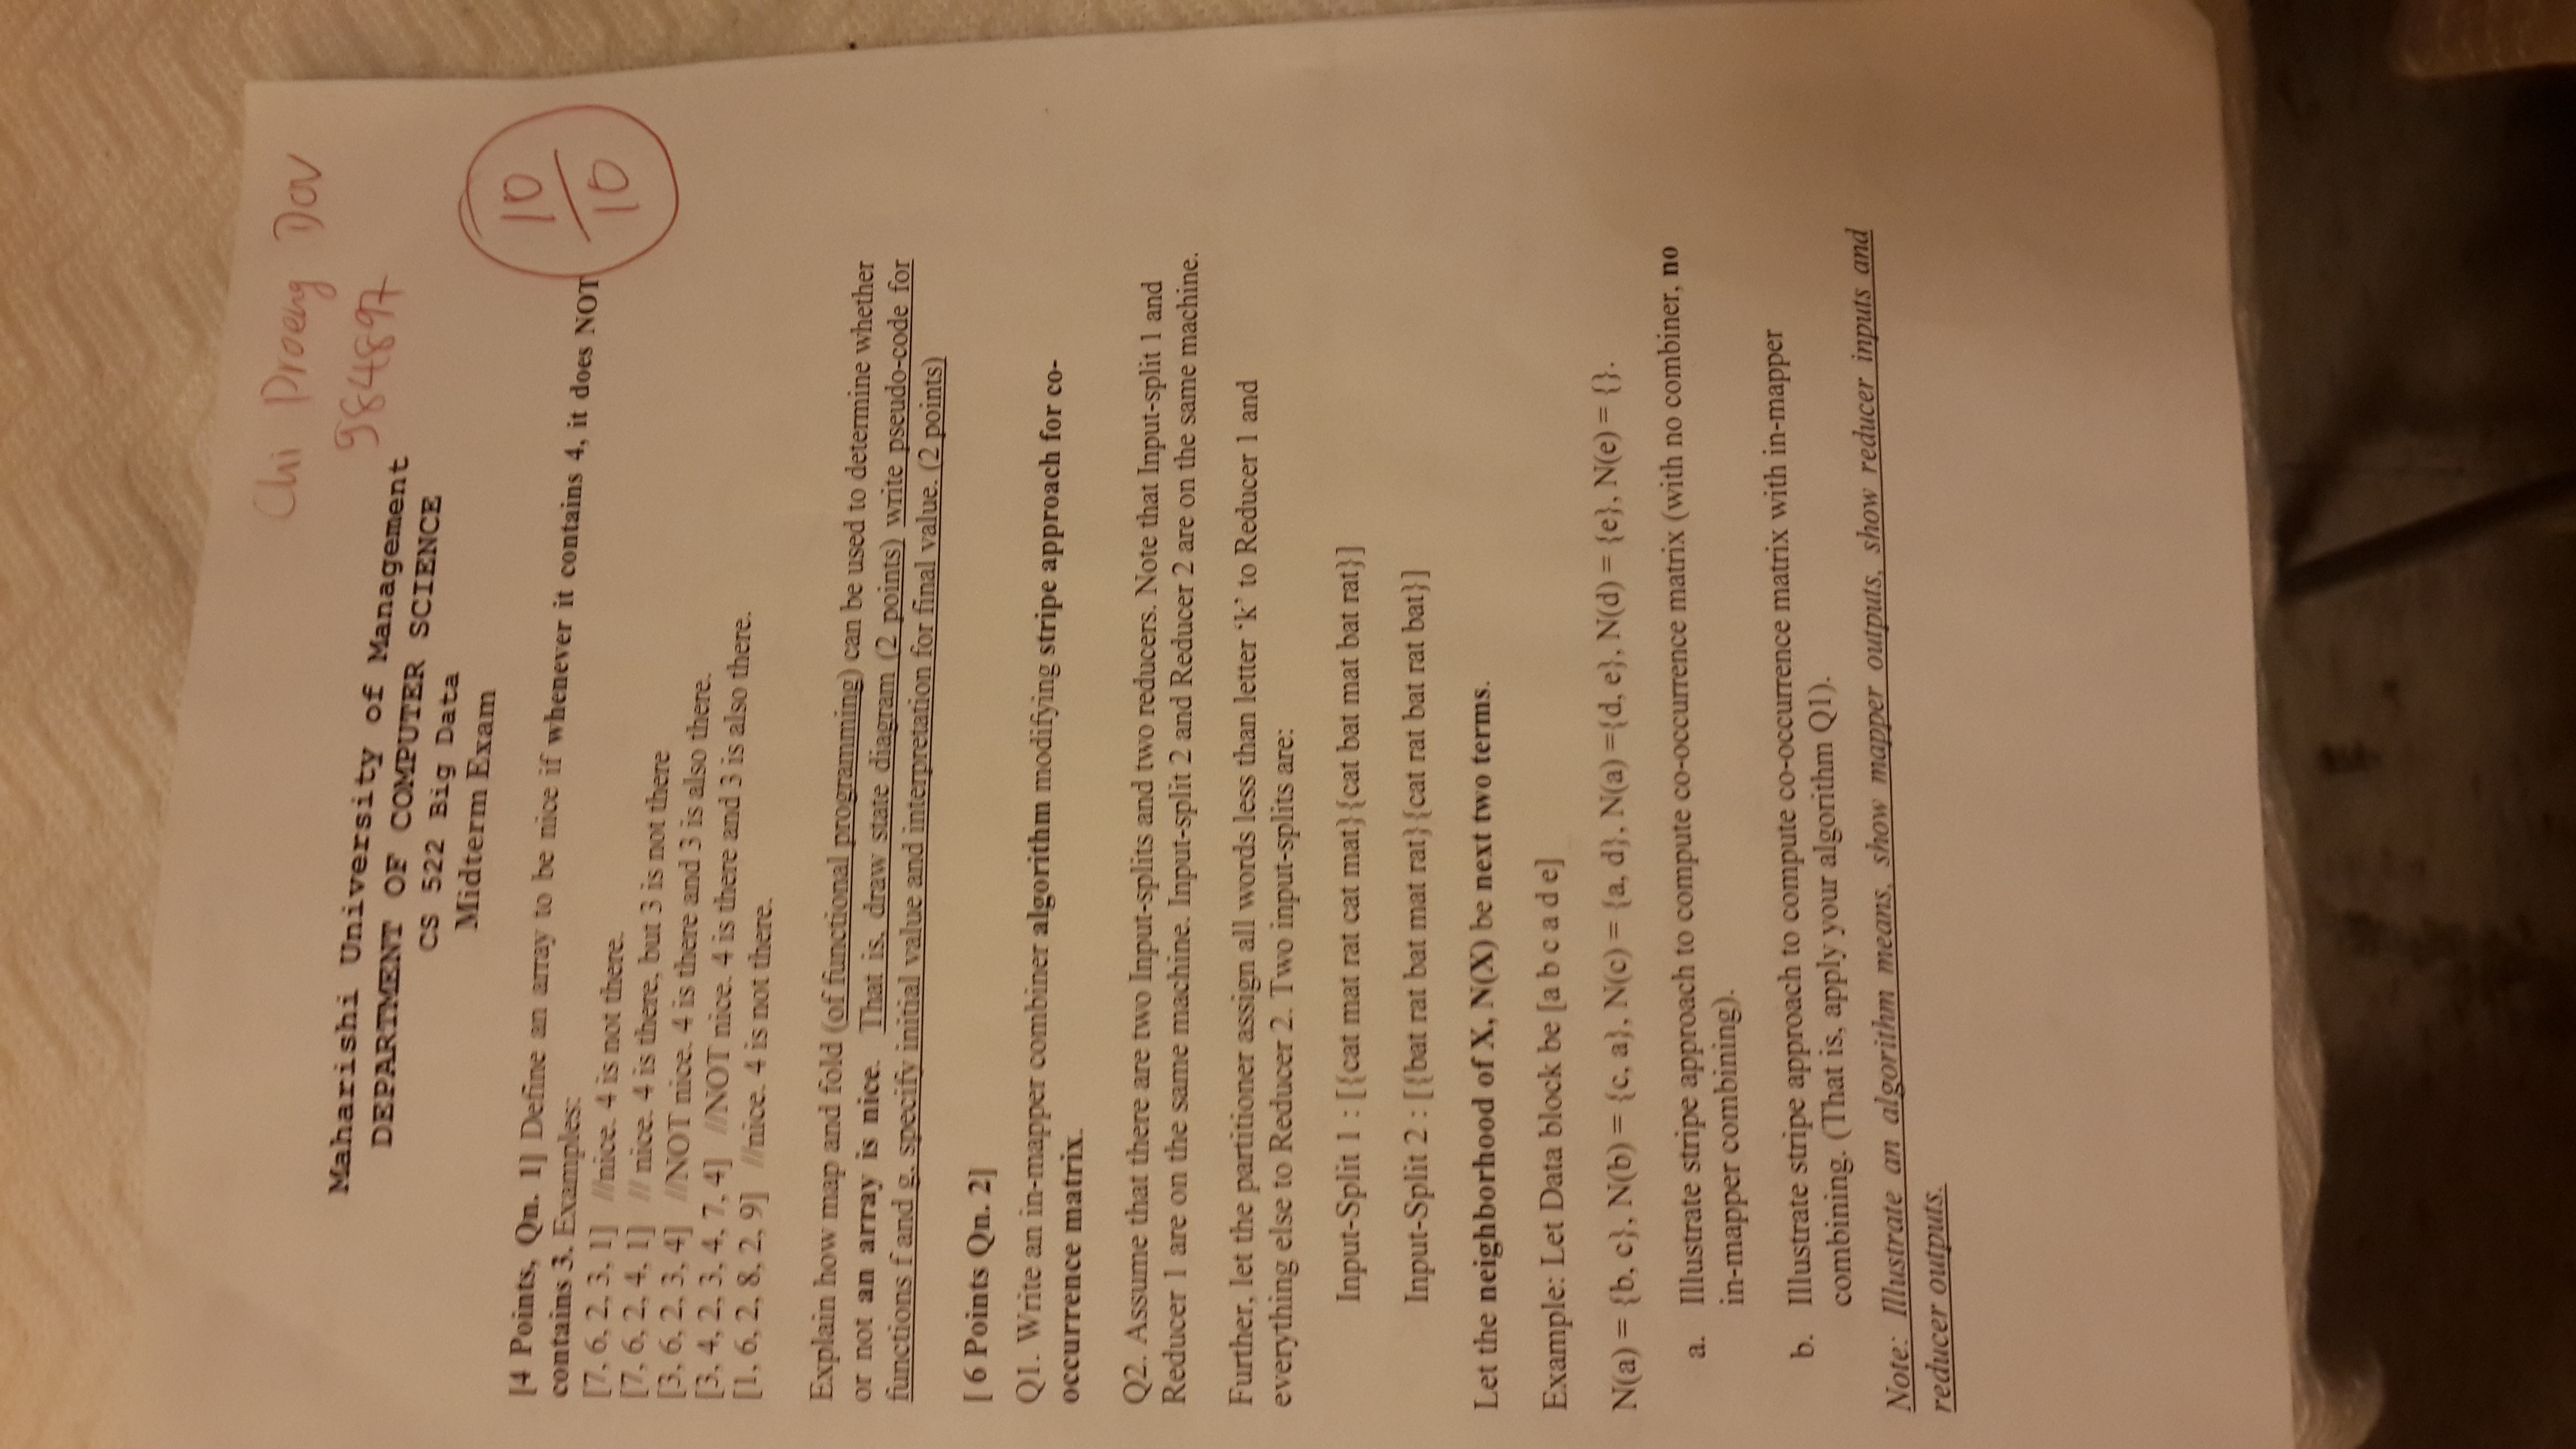 Chi Proeng Dov
984897
Maharishi University of Management
DEPARTMENT OF COMPUTER SCIENCE
CS 522 Big Data
Midterm Exam
10
10
[4 Points, Qn. 1] Define an array to be nice if whenever it contains 4, it does NOT
contains 3. Examples:
[7, 6, 2, 3, 1] //nice. 4 is not there.
[7, 6, 2, 4, 1] // nice. 4 is there, but 3 is not there
[3, 6, 2, 3, 4] //NOT nice. 4 is there and 3 is also there.
[3, 4, 2, 3, 4, 7, 4] //NOT nice. 4 is there and 3 is also there.
[1, 6, 2, 8, 2, 9] //nice. 4 is not there.
Explain how map and fold (of functional programming) can be used to determine whether
or not an array is nice. That is, draw state diagram (2 points) write pseudo-code for
functions f and g, specify initial value and interpretation for final value. (2 points)
[ 6 Points Qn. 2]
Q1. Write an in-mapper combiner algorithm modifying stripe approach for co-
occurrence matrix.
Q2. Assume that there are two Input-splits and two reducers. Note that Input-split 1 and
Reducer 1 are on the same machine. Input-split 2 and Reducer 2 are on the same machine.
Further, let the partitioner assign all words less than letter ‘k’ to Reducer 1 and
everything else to Reducer 2. Two input-splits are:
Input-Split 1 : [{cat mat rat cat mat}{cat bat mat bat rat}]
Input-Split 2 : [{bat rat bat mat rat}{cat rat bat rat bat}]
Let the neighborhood of X, N(X) be next two terms.
Example: Let Data block be [a b c a d e]
N(a) = {b, c}, N(b) = {c, a}, N(c) = {a, d}, N(a) ={d, e}, N(d) = {e}, N(e) = {}.
a. Illustrate stripe approach to compute co-occurrence matrix (with no combiner, no
in-mapper combining).
b. Illustrate stripe approach to compute co-occurrence matrix with in-mapper
combining. (That is, apply your algorithm Q1).
Note: Illustrate an algorithm means, show mapper outputs, show reducer inputs and
reducer outputs.